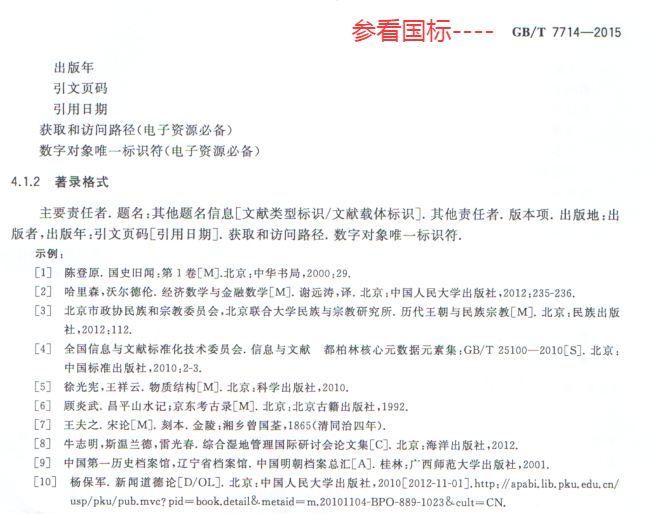 参看国标---- GB/T 7714—2015
出版年
引文页码
引用日期
获取和访问路径(电子资源必备)
数字对象唯一标识符(电子资源必备)
4.1.2 著录格式
主要责任者. 题名:其他题名信息[文献类型标识/文献载体标识]. 其他责任者. 版本项. 出版地:出
版者,出版年:引文页码[引用日期]. 获取和访问路径. 数字对象唯一标识符.
示例:
[1] 陈登原. 国史旧闻:第1卷[M].北京:中华书局,2000:29.
[2] 哈里森,沃尔德伦. 经济数学与金融数学[M]. 谢远涛,译. 北京:中国人民大学出版社,2012:235-236.
[3] 北京市政协民族和宗教委员会,北京联合大学民族与宗教研究所. 历代王朝与民族宗教[M]. 北京:民族出版
社,2012:112.
[4] 全国信息与文献标准化技术委员会. 信息与文献 都柏林核心元数据元素集:GB/T 25100—2010[S]. 北京:
中国标准出版社,2010:2-3.
[5] 徐光宪,王祥云. 物质结构[M]. 北京:科学出版社,2010.
[6] 顾炎武. 昌平山水记;京东考古录[M]. 北京:北京古籍出版社,1992.
[7] 王夫之. 宋论[M]. 刻本. 金陵:湘乡曾国荃,1865(清同治四年).
[8] 牛志明,斯温兰德,雷光春. 综合湿地管理国际研讨会论文集[C]. 北京:海洋出版社,2012.
[9] 中国第一历史档案馆,辽宁省档案馆. 中国明朝档案总汇[A]. 桂林:广西师范大学出版社,2001.
[10] 杨保军. 新闻道德论[D/OL]. 北京:中国人民大学出版社,2010[2012-11-01].http://apabi.lib.pku.edu.cn/
usp/pku/pub.mvc?pid=book.detail&metaid=m.20101104-BPO-889-1023&cult=CN.